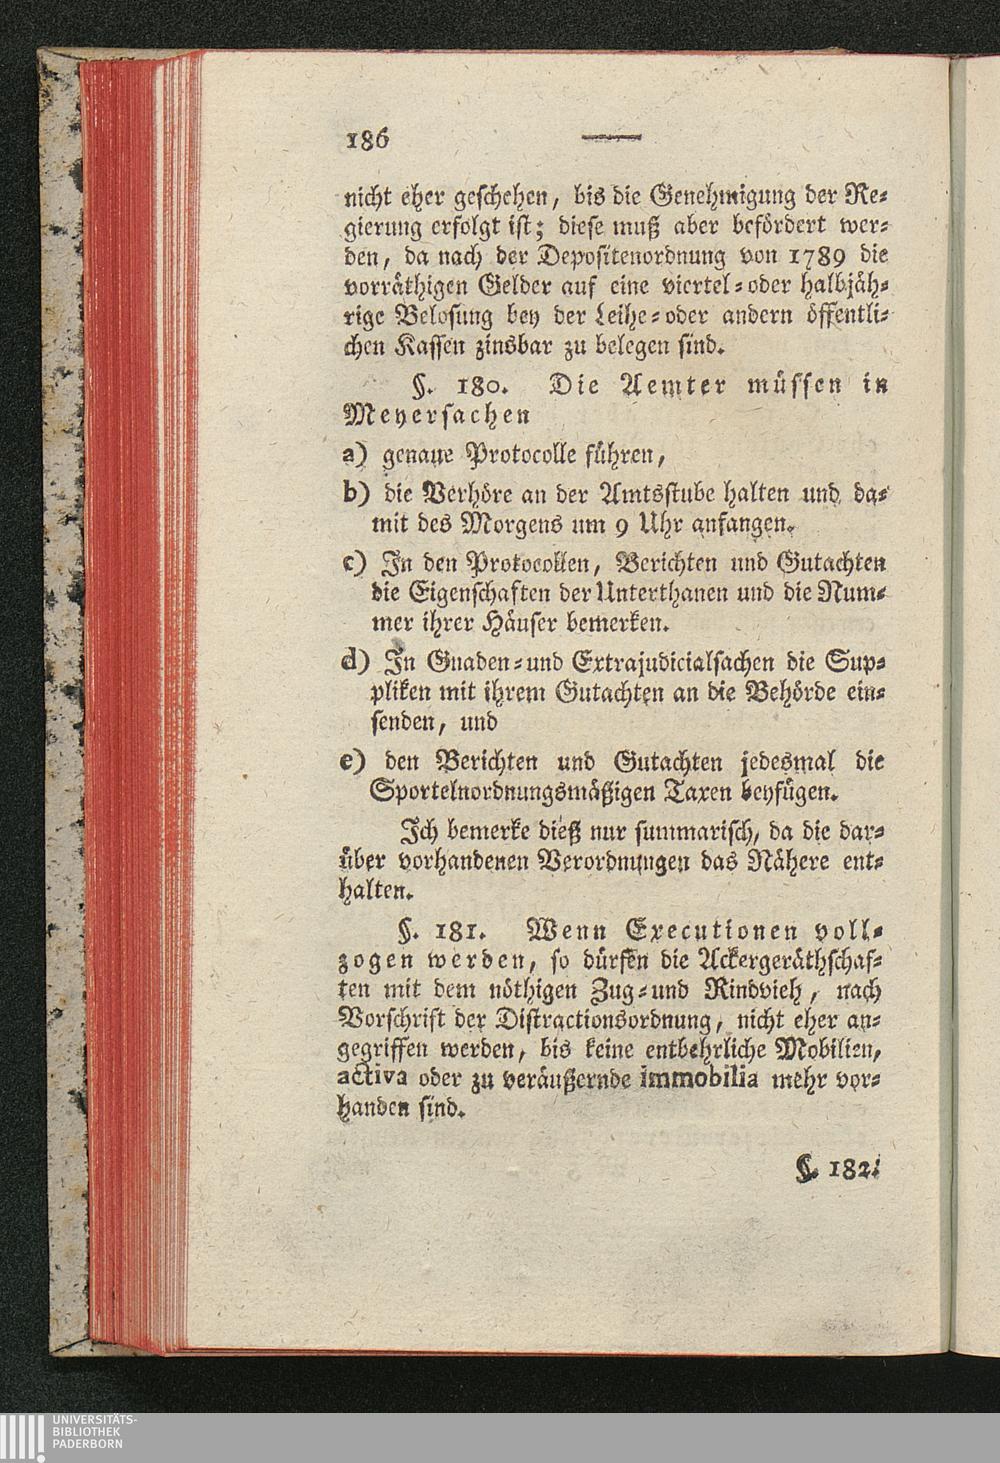 186
nicht eher geschehen, bis die Genehmigung der Re⸗
gierung erfolgt ist; diese muß aber befördert wer⸗
den, da nach der Depositenordnung von 1789 die
vorräthigen Gelder auf eine viertel⸗oder halbjäh⸗
rige Belosung bey der Leihe⸗oder andern öffentli⸗
chen Kassen zinsbar zu belegen sind.
§. 180. Die Aemter müssen in
Meyersachen
a) genaue Protocolle führen,
b) die Verhöre an der Amtsstube halten und da⸗
mit des Morgens um 9 Uhr anfangen.
c) In den Protocollen, Berichten und Gutachten
die Eigenschaften der Unterthanen und die Num⸗
mer ihrer Häuser bemerken.
d) In Gnaden⸗und Extrajudicialsachen die Sup⸗
pliken mit ihrem Gutachten an die Behörde ein⸗
senden, und
e) den Berichten und Gutachten jedesmal die
Sportelnordnungsmäßigen Taxen beyfügen.
Ich bemerke dieß nur summarisch, da die dar⸗
über vorhandenen Verordnungen das Nähere ent⸗
halten.
§. 181. Wenn Executionen voll⸗
zogen werden, so dürfen die Ackergeräthschaf⸗
ten mit dem nöthigen Zug⸗und Rindvieh, nach
Vorschrift der Distractionsordnung, nicht eher an⸗
gegriffen werden, bis keine entbehrliche Mobilien,
activa oder zu veräußernde immobilia mehr vor⸗
handen sind.
§. 182.
UNIVERSITÄTS-
BIBLIOTHEK
PADERBORN